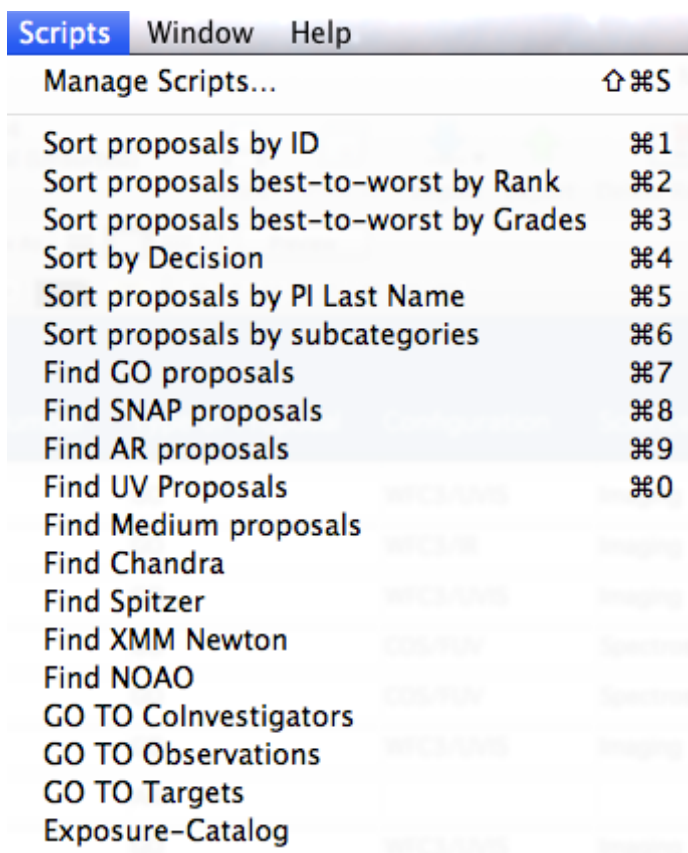 Scripts Window Help
Manage Scripts... ⇧⌘S
Sort proposals by ID ⌘1
Sort proposals best-to-worst by Rank ⌘2
Sort proposals best-to-worst by Grades ⌘3
Sort by Decision ⌘4
Sort proposals by PI Last Name ⌘5
Sort proposals by subcategories ⌘6
Find GO proposals ⌘7
Find SNAP proposals ⌘8
Find AR proposals ⌘9
Find UV Proposals ⌘0
Find Medium proposals
Find Chandra
Find Spitzer
Find XMM Newton
Find NOAO
GO TO CoInvestigators
GO TO Observations
GO TO Targets
Exposure-Catalog